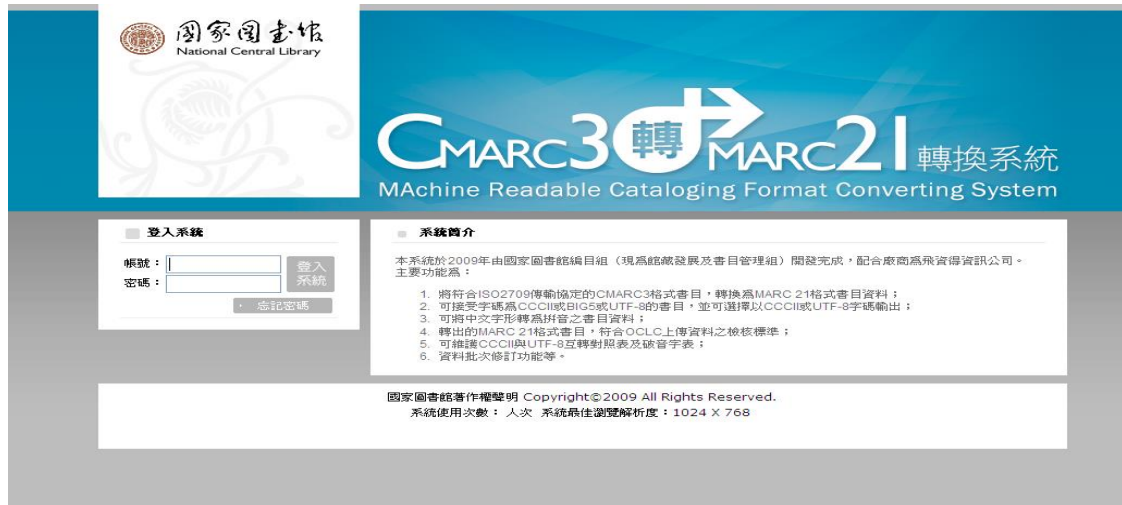 國家圖書館
National Central Library
CMARC3轉MARC21轉換系統
MAchine Readable Cataloging Format Converting System
登入系統
帳號：
密碼：
登入
系統
忘記密碼
系統簡介
本系統於2009年由國家圖書館編目組（現為館藏發展及書目管理組）開發完成，配合廠商為飛資得資訊公司。
主要功能為：
1. 將符合ISO2709傳輸協定的CMARC3格式書目，轉換為MARC 21格式書目資料；
2. 可接受字碼為CCCII或BIG5或UTF-8的書目，並可選擇以CCCII或UTF-8字碼輸出；
3. 可將中文字形轉為拼音之書目資料；
4. 轉出的MARC 21格式書目，符合OCLC上傳資料之檢核標準；
5. 可維護CCCII與UTF-8互轉對照表及破音字表；
6. 資料批次修訂功能等。
國家圖書館著作權聲明 Copyright©2009 All Rights Reserved.
系統使用次數： 人次 系統最佳瀏覽解析度：1024 X 768